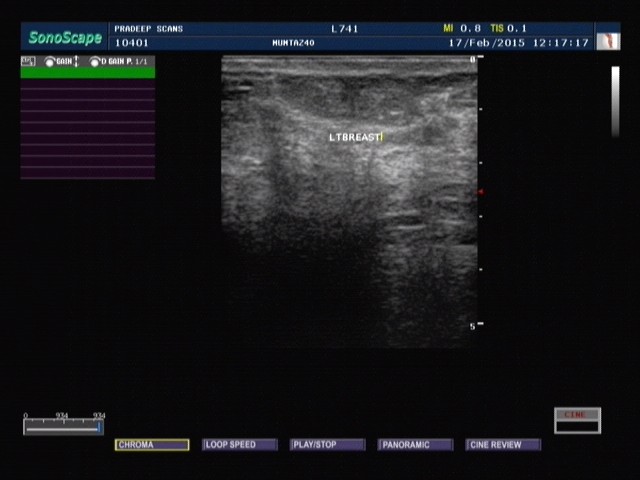 SonoScape
PRADEEP SCANS
L741
MI 0.8 TIS 0.1
10401
MUMTAZ40
17/Feb/2015 12:17:17
GAIN
D GAIN P. 1/1
0
LTBREAST
5
0 934 934
CINE
CHROMA
LOOP SPEED
PLAY/STOP
PANORAMIC
CINE REVIEW